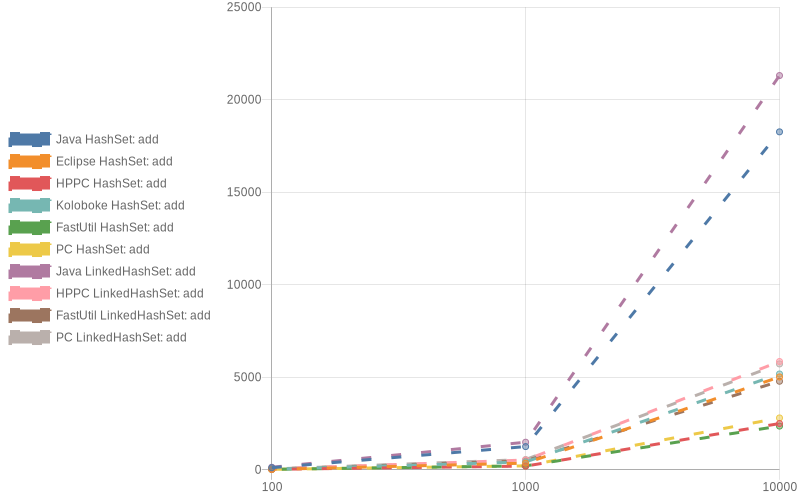 25000
20000
15000
10000
5000
0
100
1000
10000
Java HashSet: add
Eclipse HashSet: add
HPPC HashSet: add
Koloboke HashSet: add
FastUtil HashSet: add
PC HashSet: add
Java LinkedHashSet: add
HPPC LinkedHashSet: add
FastUtil LinkedHashSet: add
PC LinkedHashSet: add